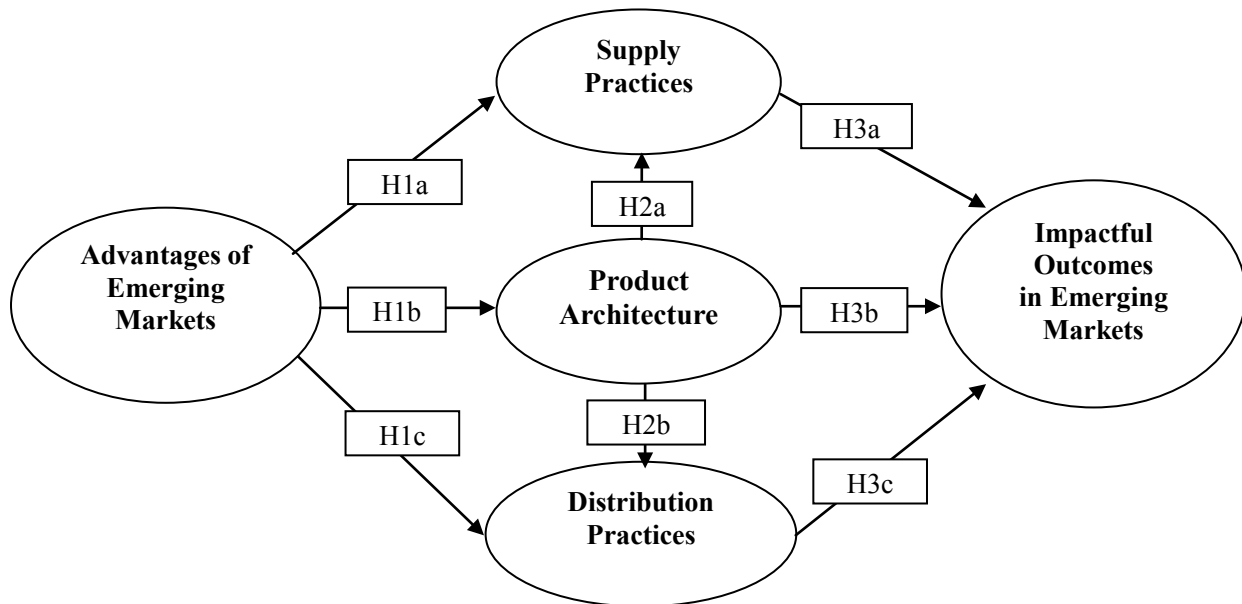 Supply
Practices
H3a
H1a
H2a
Advantages of
Emerging
Markets
H1b
Product
Architecture
H3b
Impactful
Outcomes
in Emerging
Markets
H1c
H2b
H3c
Distribution
Practices